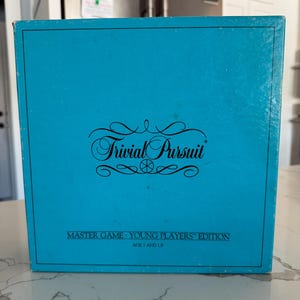 Trivial Pursuit®
MASTER GAME - YOUNG PLAYERS™ EDITION